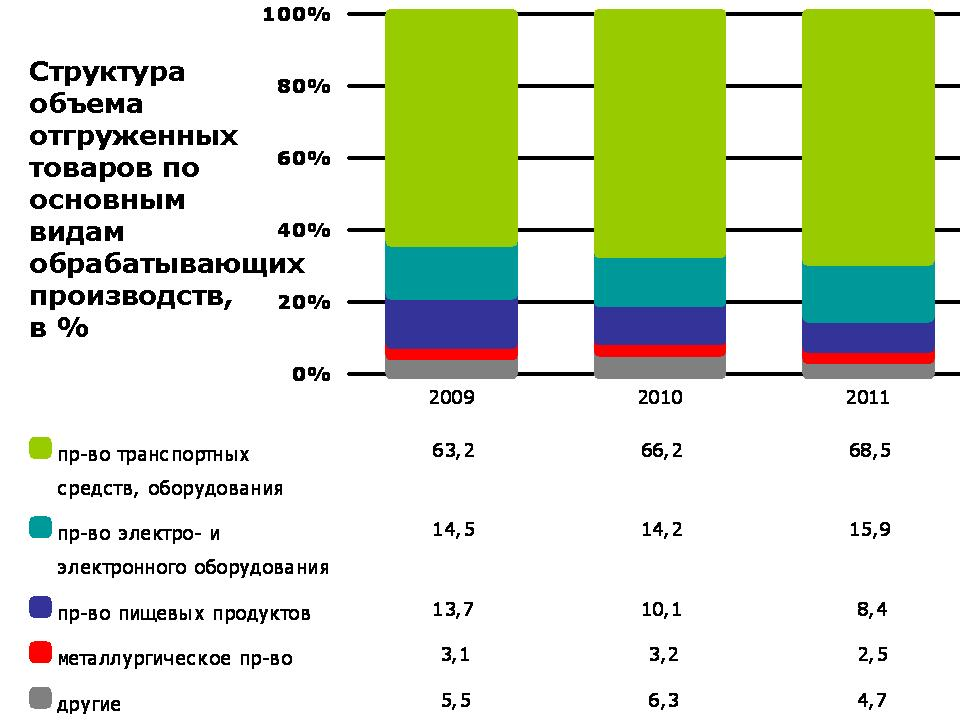 Структура
объема
отгруженных
товаров по
основным
видам
обрабатывающих
производств,
в %
100%
80%
60%
40%
20%
0%
2009 2010 2011
пр-во транспортных 63,2 66,2 68,5
средств, оборудования
пр-во электро- и 14,5 14,2 15,9
электронного оборудования
пр-во пищевых продуктов 13,7 10,1 8,4
металлургическое пр-во 3,1 3,2 2,5
другие 5,5 6,3 4,7